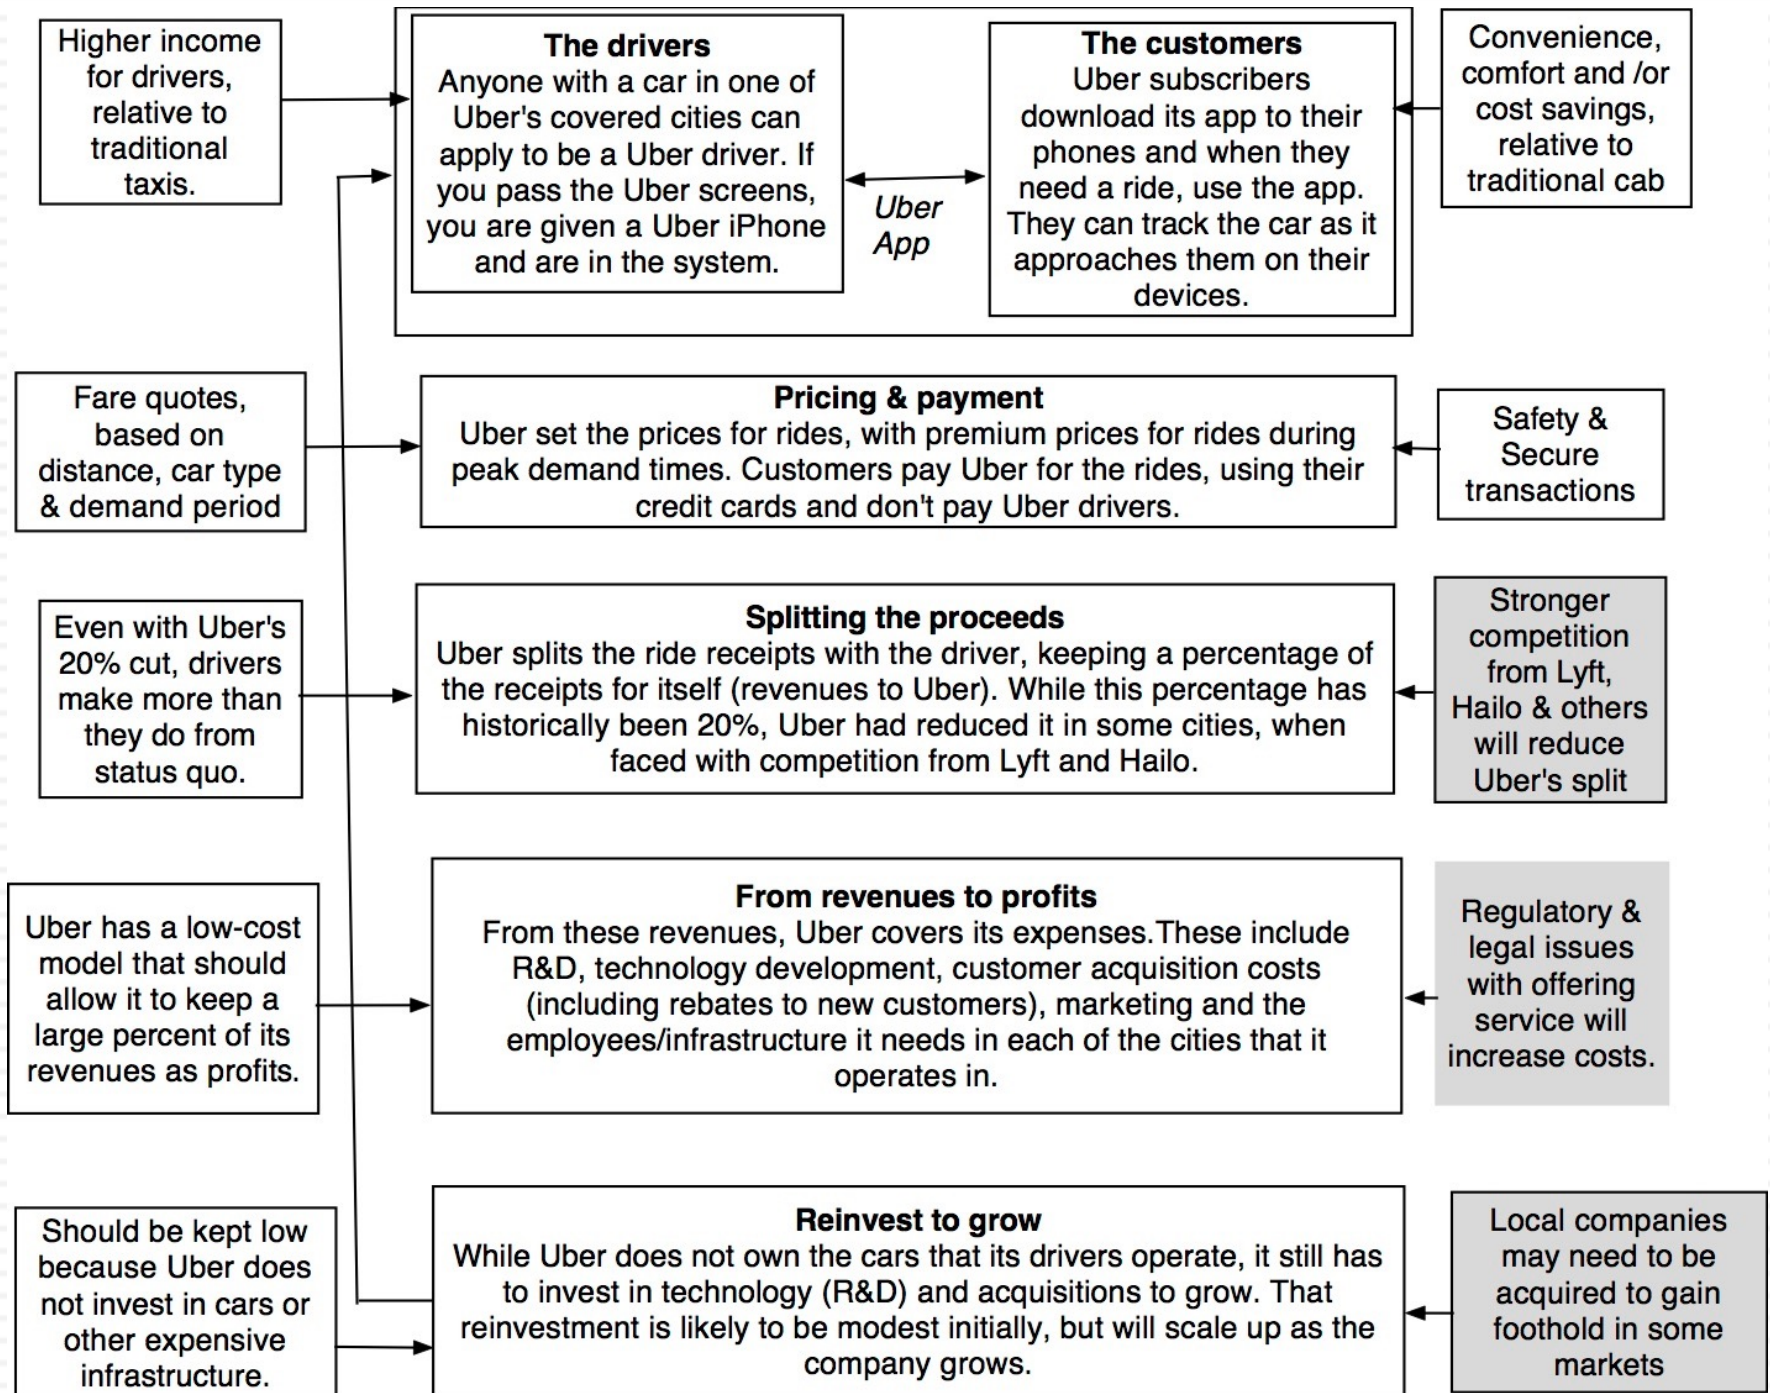 Higher income
for drivers,
relative to
traditional
taxis.
The drivers
Anyone with a car in one of
Uber's covered cities can
apply to be a Uber driver. If
you pass the Uber screens,
you are given a Uber iPhone
and are in the system.
Uber
App
The customers
Uber subscribers
download its app to their
phones and when they
need a ride, use the app.
They can track the car as it
approaches them on their
devices.
Convenience,
comfort and /or
cost savings,
relative to
traditional cab
Fare quotes,
based on
distance, car type
& demand period
Pricing & payment
Uber set the prices for rides, with premium prices for rides during
peak demand times. Customers pay Uber for the rides, using their
credit cards and don't pay Uber drivers.
Safety &
Secure
transactions
Even with Uber's
20% cut, drivers
make more than
they do from
status quo.
Splitting the proceeds
Uber splits the ride receipts with the driver, keeping a percentage of
the receipts for itself (revenues to Uber). While this percentage has
historically been 20%, Uber had reduced it in some cities, when
faced with competition from Lyft and Hailo.
Stronger
competition
from Lyft,
Hailo & others
will reduce
Uber's split
Uber has a low-cost
model that should
allow it to keep a
large percent of its
revenues as profits.
From revenues to profits
From these revenues, Uber covers its expenses.These include
R&D, technology development, customer acquisition costs
(including rebates to new customers), marketing and the
employees/infrastructure it needs in each of the cities that it
operates in.
Regulatory &
legal issues
with offering
service will
increase costs.
Should be kept low
because Uber does
not invest in cars or
other expensive
infrastructure.
Reinvest to grow
While Uber does not own the cars that its drivers operate, it still has
to invest in technology (R&D) and acquisitions to grow. That
reinvestment is likely to be modest initially, but will scale up as the
company grows.
Local companies
may need to be
acquired to gain
foothold in some
markets